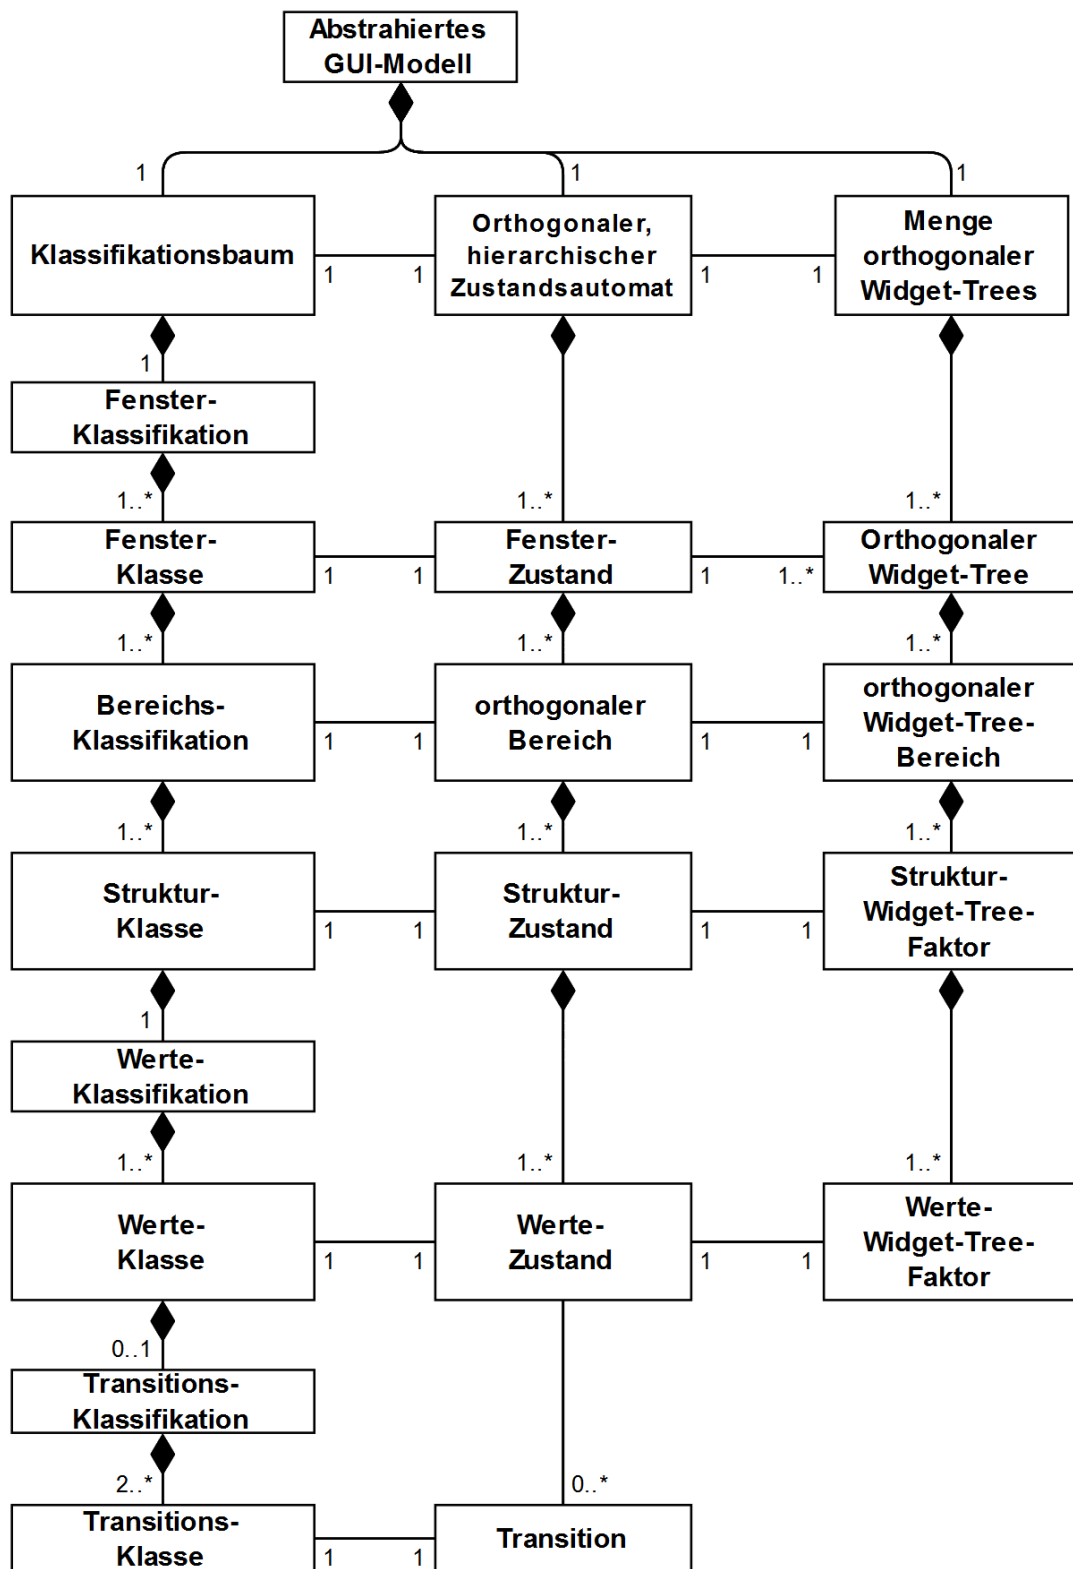 Abstrahiertes
GUI-Modell
1
1
1
Klassifikationsbaum
Orthogonaler,
hierarchischer
Zustandsautomat
Menge
orthogonaler
Widget-Trees
1
1
1
1
1
Fenster-
Klassifikation
1..*
1..*
1..*
Fenster-
Klasse
Fenster-
Zustand
Orthogonaler
Widget-Tree
1
1
1
1..*
1..*
1..*
1..*
Bereichs-
Klassifikation
orthogonaler
Bereich
orthogonaler
Widget-Tree-
Bereich
1
1
1
1
1..*
1..*
1..*
Struktur-
Klasse
Struktur-
Zustand
Struktur-
Widget-Tree-
Faktor
1
1
1
1
1
Werte-
Klassifikation
1..*
1..*
1..*
Werte-
Klasse
Werte-
Zustand
Werte-
Widget-Tree-
Faktor
1
1
1
1
0..1
Transitions-
Klassifikation
2..*
0..*
Transitions-
Klasse
Transition
1
1